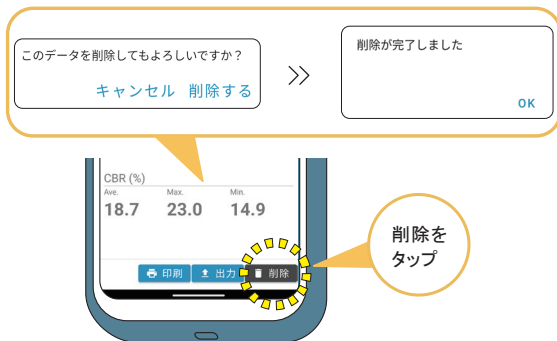 このデータを削除してもよろしいですか？
キャンセル 削除する
削除が完了しました
OK
CBR (%)
Ave. Max. Min.
18.7 23.0 14.9
印刷 出力 削除
削除を
タップ